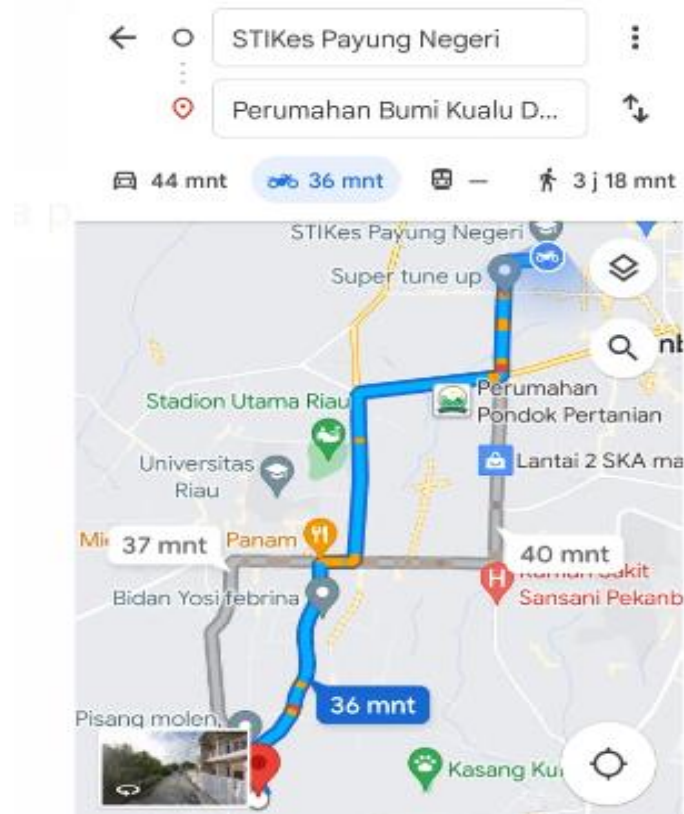 STIKes Payung Negeri
Perumahan Bumi Kualu D...
44 mnt
36 mnt
—
3 j 18 mnt
STIKes Payung Negeri
Super tune up
Perumahan
Pondok Pertanian
Stadion Utama Riau
Lantai 2 SKA ma
Universitas
Riau
Panam
37 mnt
40 mnt
Sakit
Sansani Pekanb
Bidan Yosi febrina
36 mnt
Pisang molen,
Kasang
H